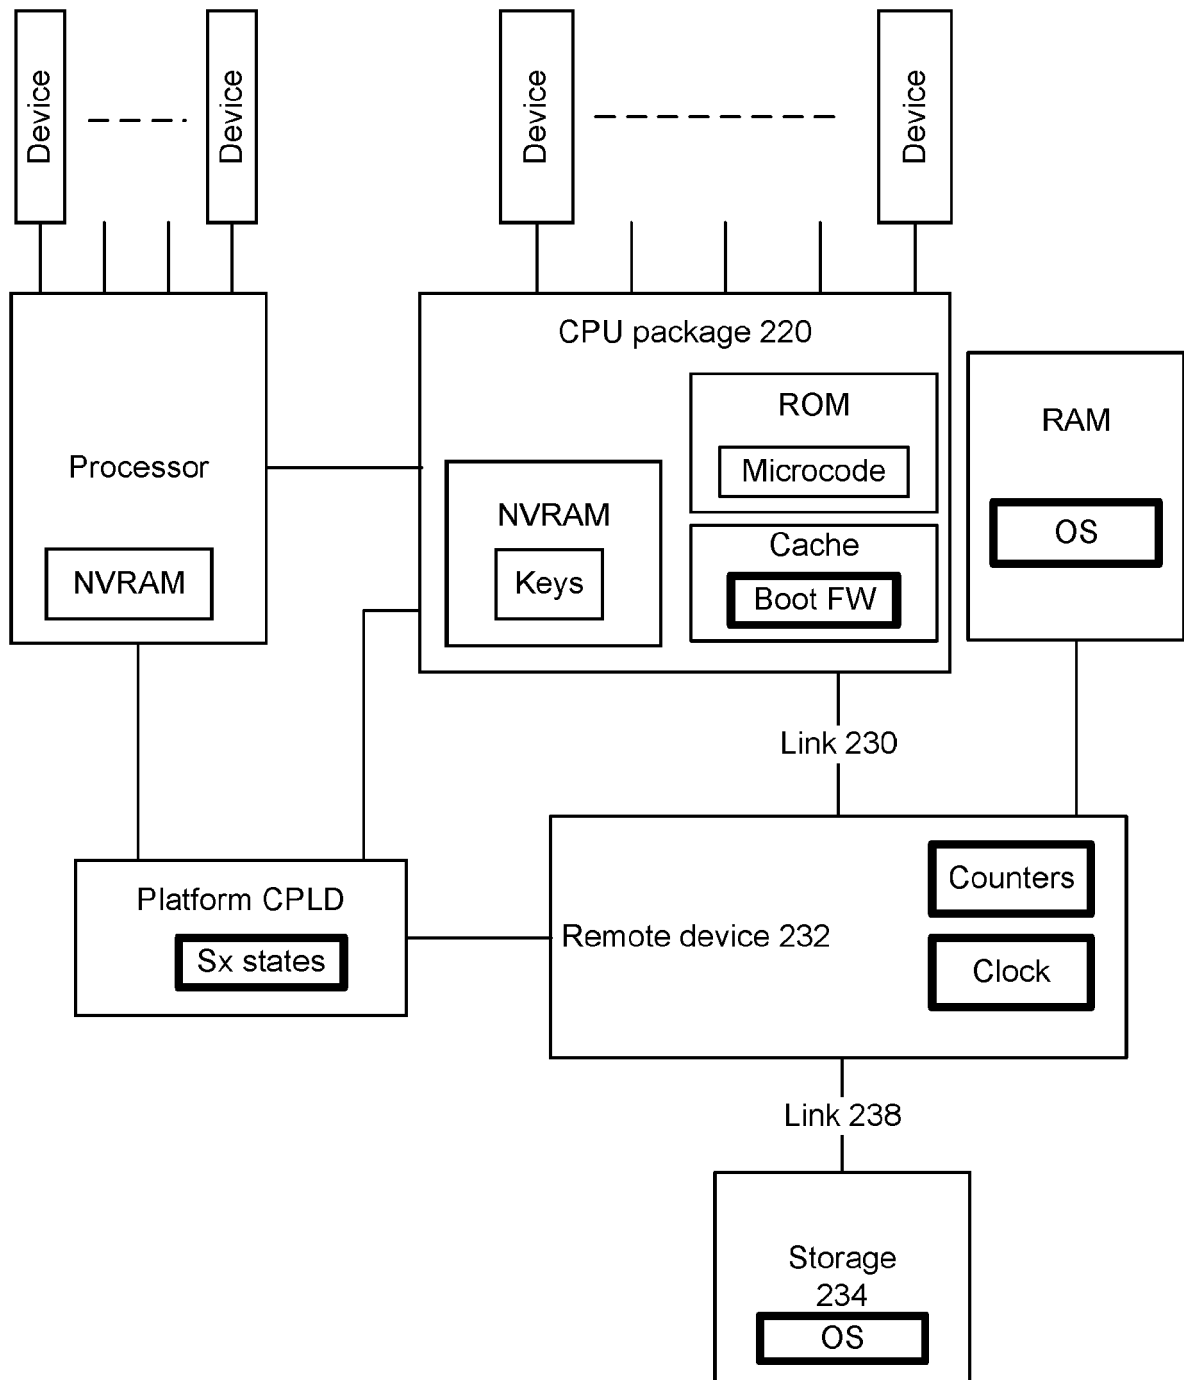 Device
Device
Device
Device
CPU package 220
ROM
Microcode
RAM
OS
Processor
NVRAM
NVRAM
Keys
Cache
Boot FW
Link 230
Platform CPLD
Sx states
Remote device 232
Counters
Clock
Link 238
Storage
234
OS